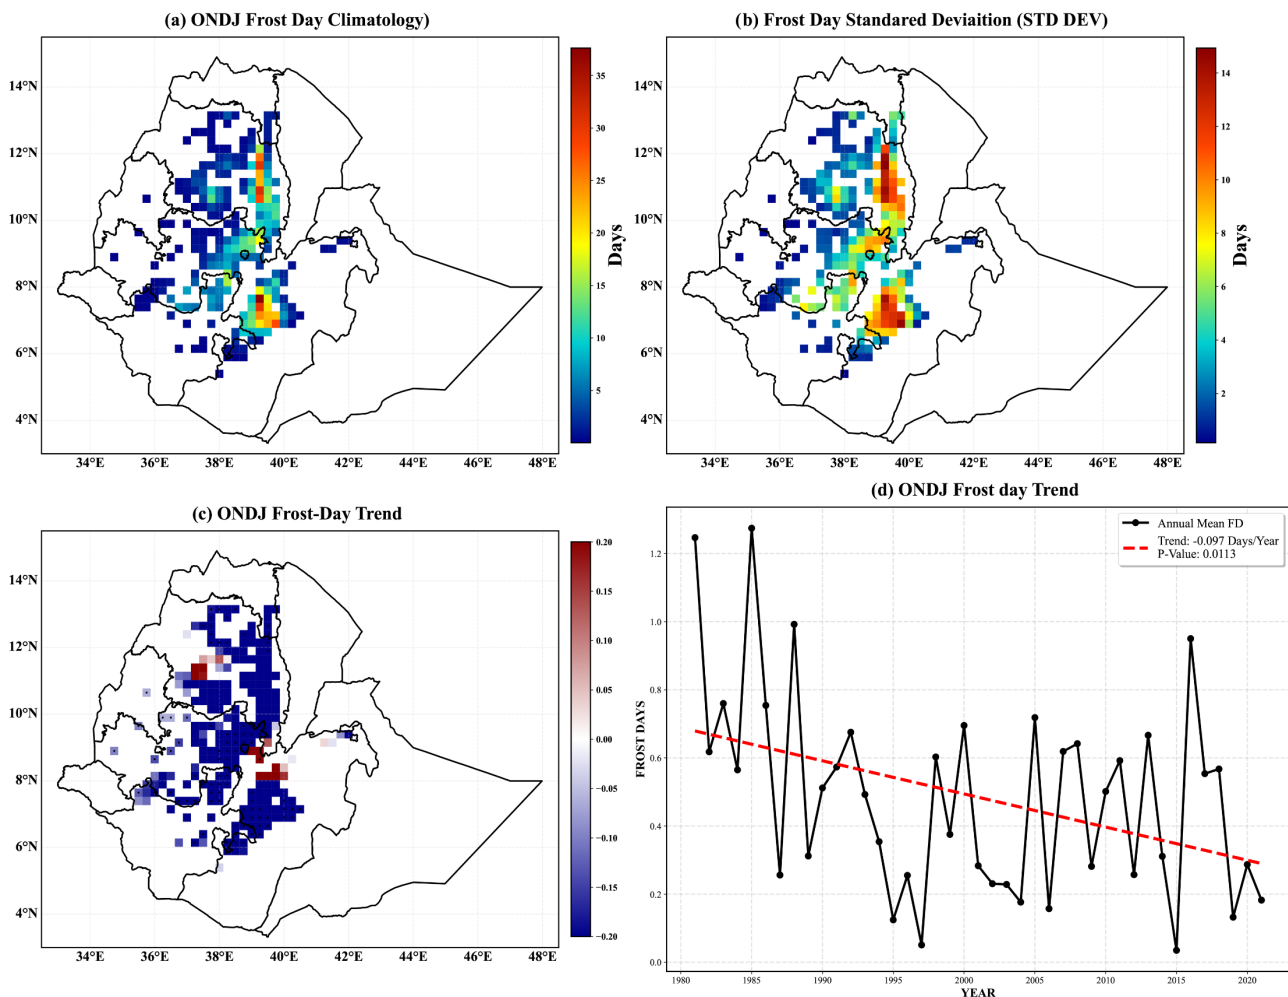 (a) ONDJ Frost Day Climatology)
14°N
12°N
10°N
8°N
6°N
4°N
34°E 36°E 38°E 40°E 42°E 44°E 46°E 48°E
35
30
25
20
15
10
5
Days
(b) Frost Day Standared Deviaition (STD DEV)
14°N
12°N
10°N
8°N
6°N
4°N
34°E 36°E 38°E 40°E 42°E 44°E 46°E 48°E
14
12
10
8
6
4
2
Days
(c) ONDJ Frost-Day Trend
14°N
12°N
10°N
8°N
6°N
4°N
34°E 36°E 38°E 40°E 42°E 44°E 46°E 48°E
0.20
0.15
0.10
0.05
0.00
−0.05
−0.10
−0.15
−0.20
(d) ONDJ Frost day Trend
Annual Mean FD
Trend: -0.097 Days/Year
P-Value: 0.0113
FROST DAYS
1.2
1.0
0.8
0.6
0.4
0.2
0.0
1980 1985 1990 1995 2000 2005 2010 2015 2020
YEAR